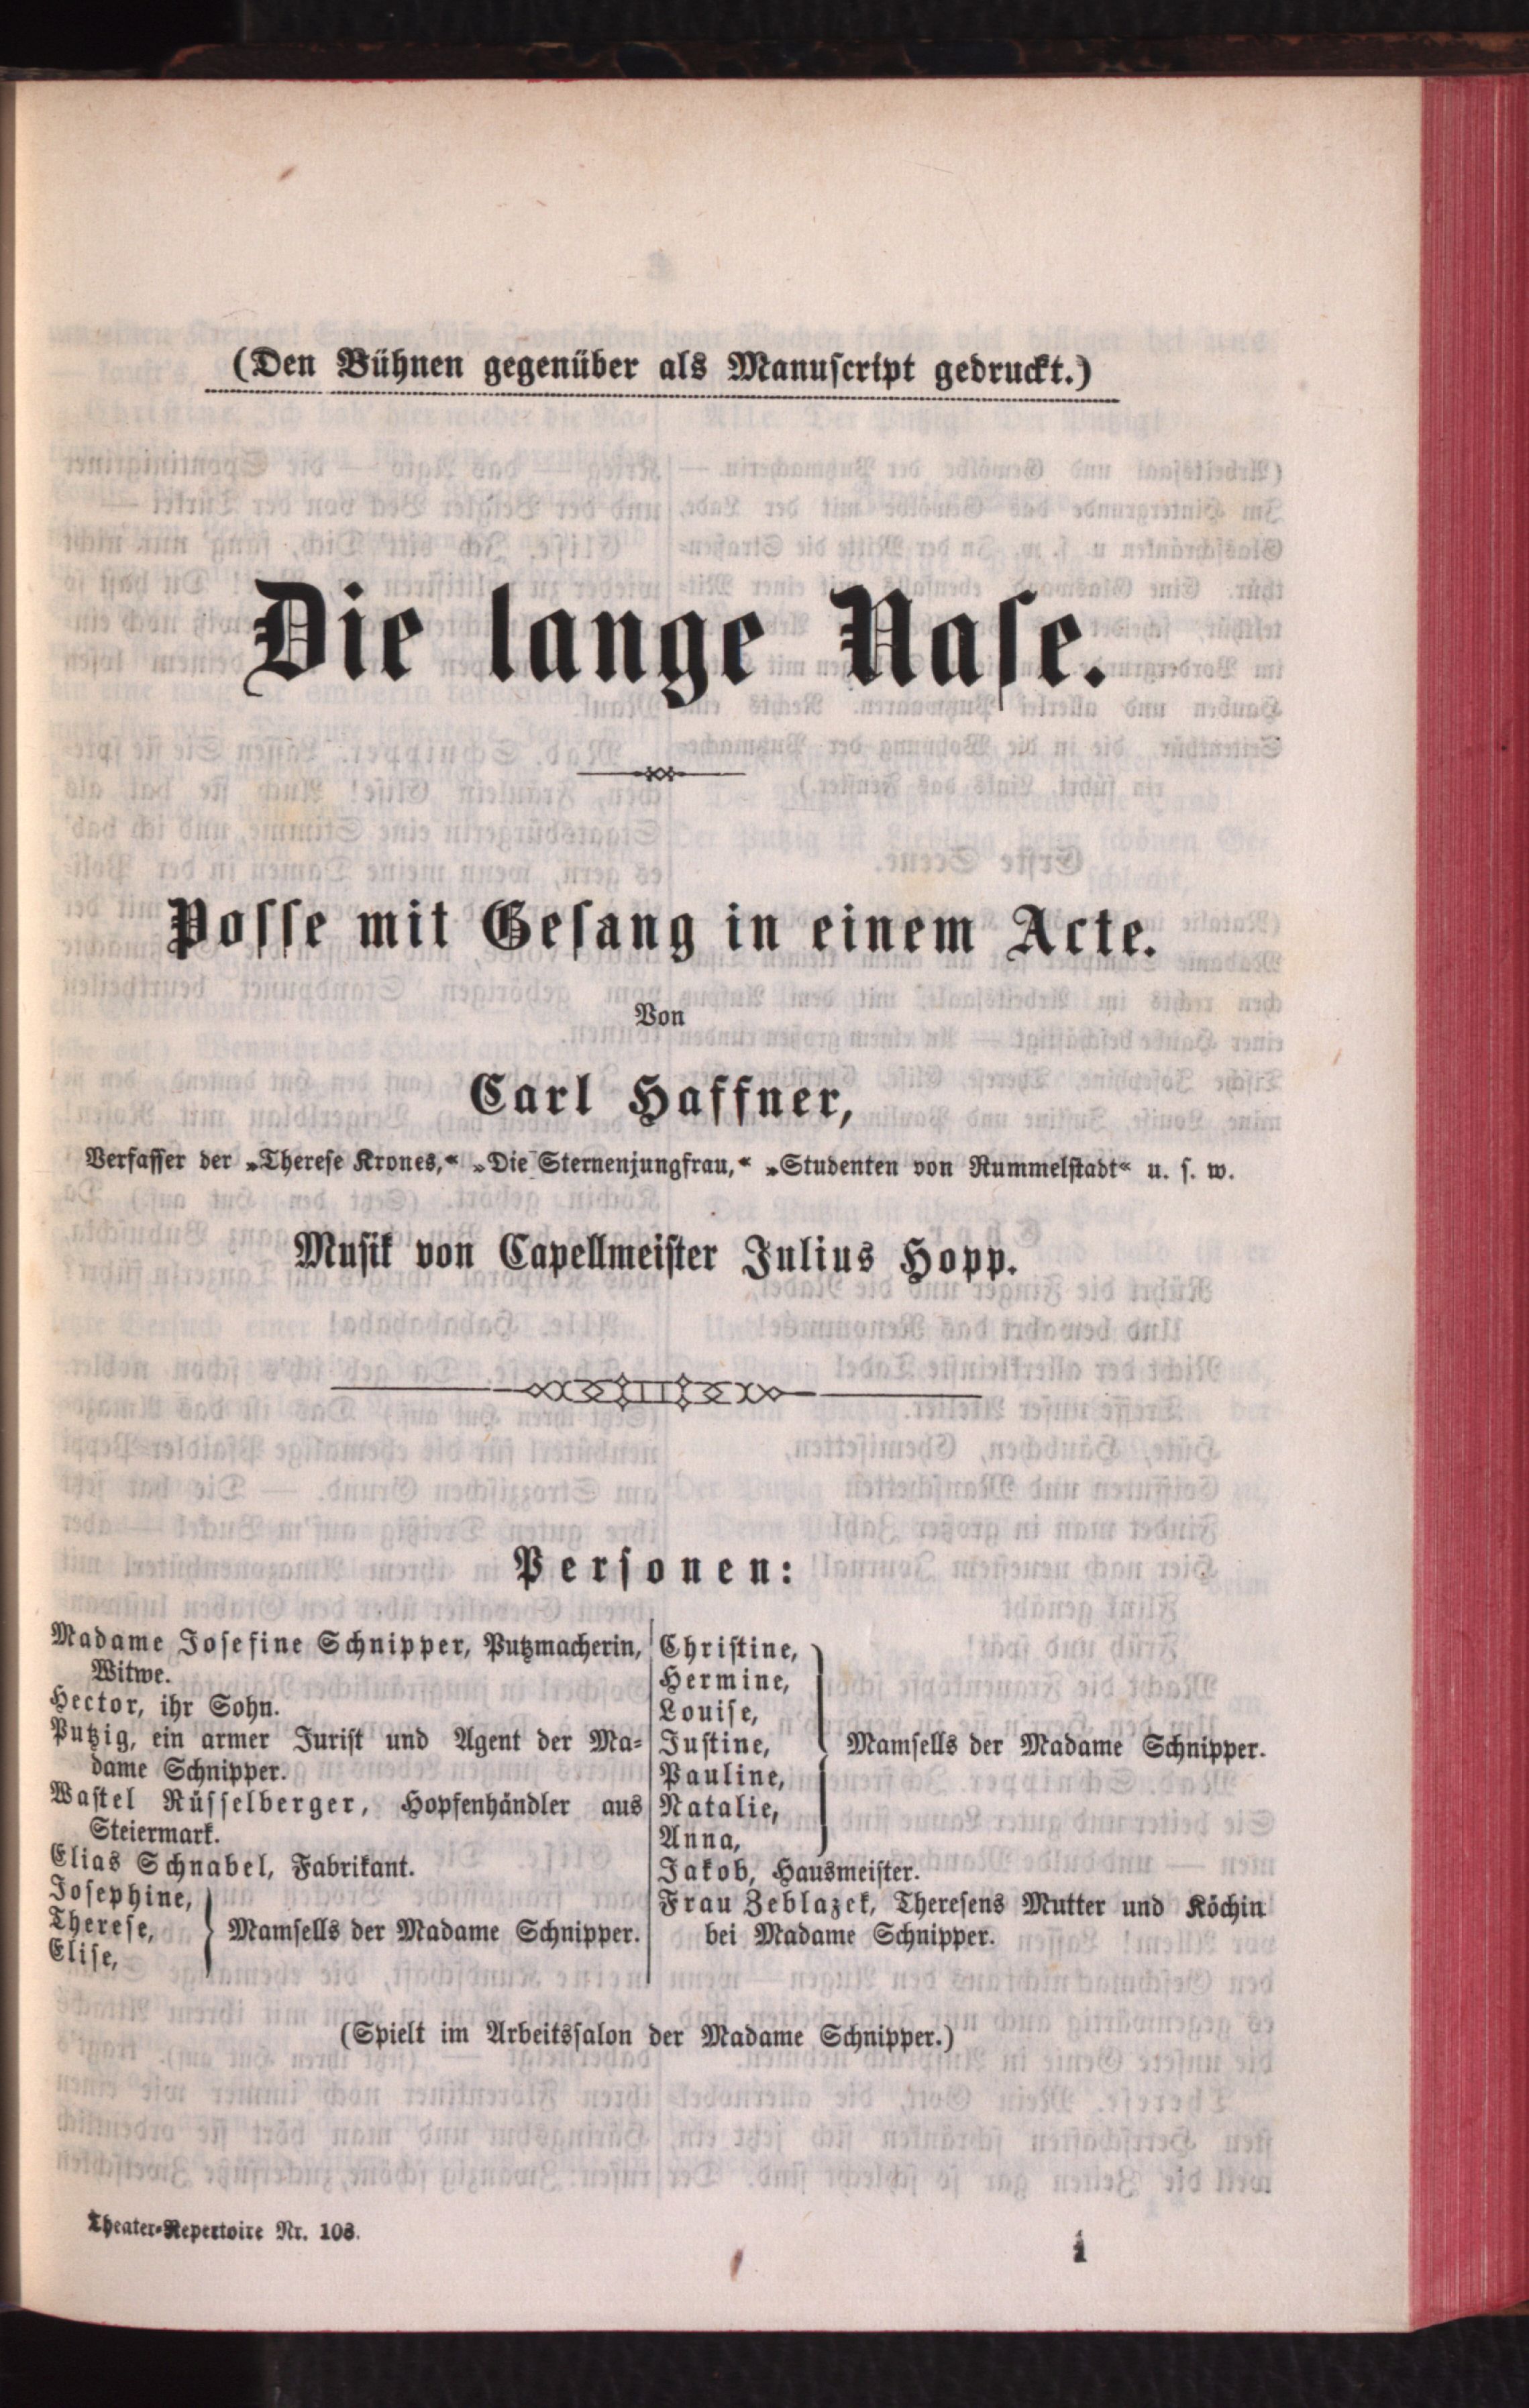 (Den Bühnen gegenüber als Manuscript gedruckt.)
Die lange Nase.
Posse mit Gesang in einem Acte.
Von
Carl Haffner,
Verfasser der „Therese Krones,“ „Die Sternenjungfrau,“ „Studenten von Rummelstadt“ u. s. w.
Musik von Capellmeister Julius Hopp.
Personen:
Madame Josefine Schnipper, Putzmacherin,
Witwe.
Hector, ihr Sohn.
Putzig, ein armer Jurist und Agent der Ma-
dame Schnipper.
Wastel Rüsselberger, Hopfenhändler aus
Steiermark.
Elias Schnabel, Fabrikant.
Josephine,
Therese,
Mamsells der Madame Schnipper.
Elise,
Christine,
Hermine,
Louise,
Justine,
Mamsells der Madame Schnipper.
Pauline,
Natalie,
Anna,
Jakob, Hausmeister.
Frau Zeblazek, Theresens Mutter und Köchin
bei Madame Schnipper.
(Spielt im Arbeitssalon der Madame Schnipper.)
Theater-Repertoire Nr. 103.
1